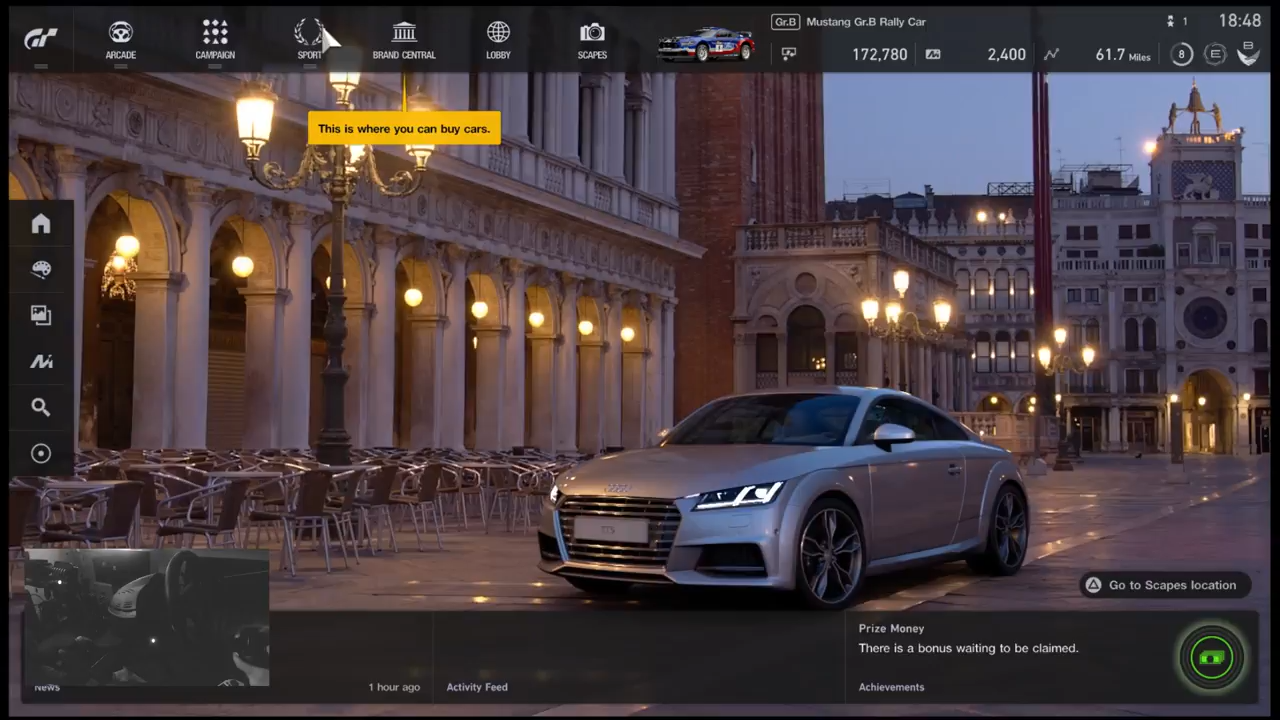 Gr.B Mustang Gr.B Rally Car
1
18:48
ARCADE
CAMPAIGN
SPORT
BRAND CENTRAL
LOBBY
SCAPES
172,780
2,400
61.7 Miles
8
E
B
This is where you can buy cars.
TTS
Go to Scapes location
Prize Money
There is a bonus waiting to be claimed.
News
1 hour ago
Activity Feed
Achievements